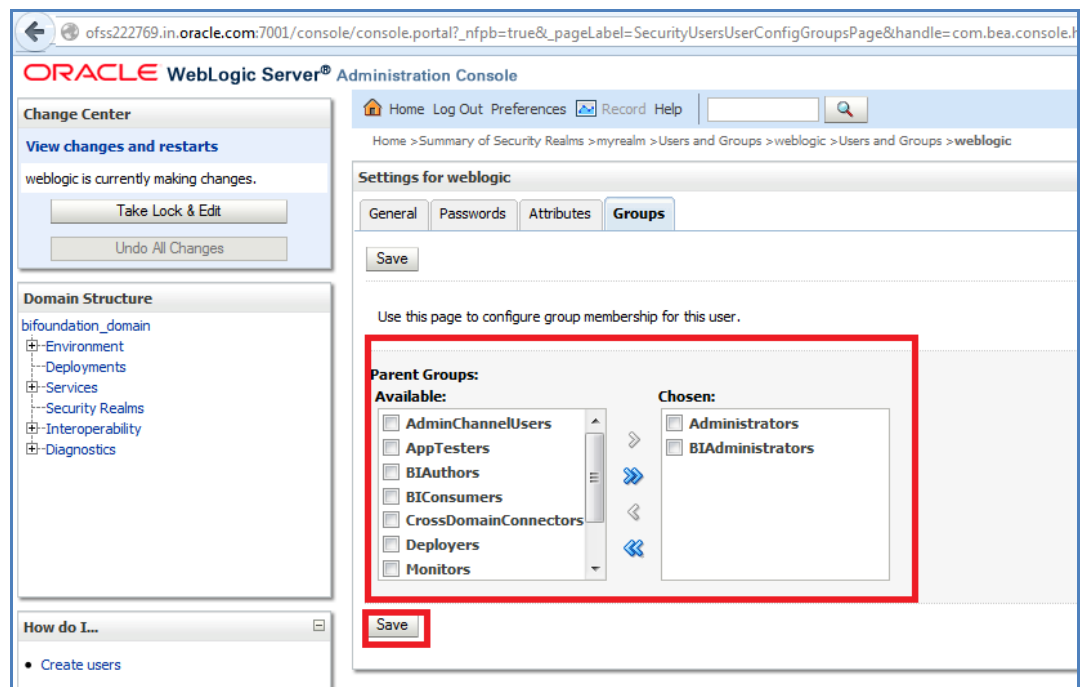 ofss222769.in.oracle.com:7001/console/console.portal?_nfpb=true&_pageLabel=SecurityUsersUserConfigGroupsPage&handle=com.bea.console.h
ORACLE WebLogic Server® Administration Console
Change Center
View changes and restarts
weblogic is currently making changes.
Take Lock & Edit
Undo All Changes
Domain Structure
bifoundation_domain
Environment
Deployments
Services
Security Realms
Interoperability
Diagnostics
How do I...
Create users
Home Log Out Preferences Record Help
Home >Summary of Security Realms >myrealm >Users and Groups >weblogic >Users and Groups >weblogic
Settings for weblogic
General Passwords Attributes Groups
Save
Use this page to configure group membership for this user.
Parent Groups:
Available:
AdminChannelUsers
AppTesters
BIAuthors
BIConsumers
CrossDomainConnectors
Deployers
Monitors
Chosen:
Administrators
BIAdministrators
Save